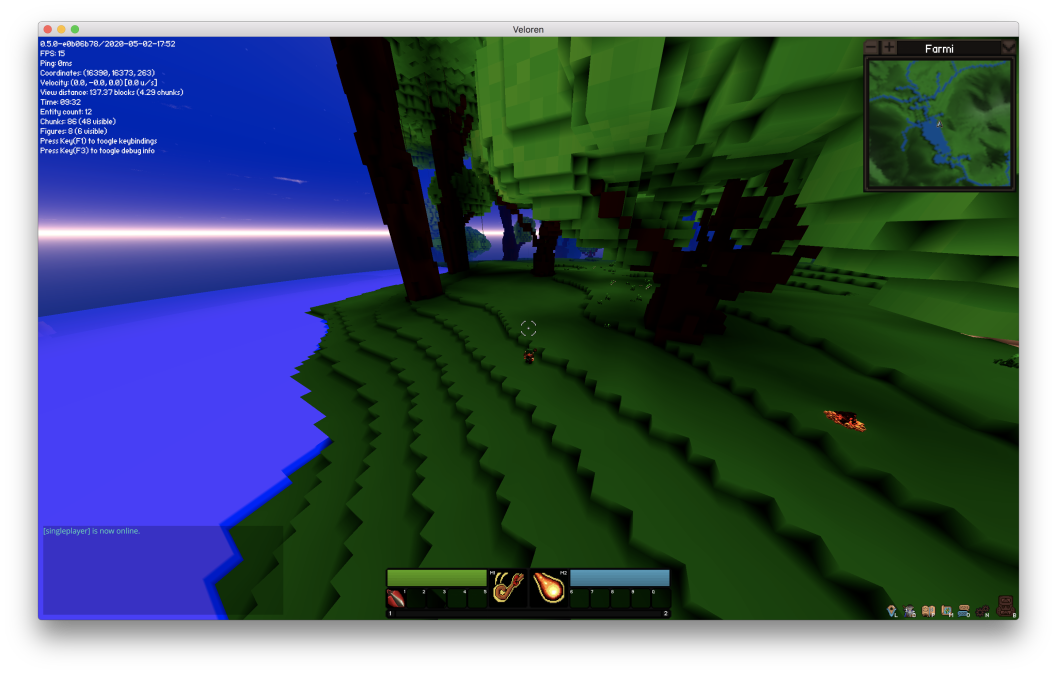 Veloren
0.5.0-e0b06b78/2020-05-02-17:52
FPS: 15
Ping: 0ms
Coordinates: (16390, 16373, 263)
Velocity: (0.0, -0.0, 0.0) [0.0 u/s]
View distance: 137.37 blocks (4.29 chunks)
Time: 09:32
Entity count: 12
Chunks: 86 (48 visible)
Figures: 8 (6 visible)
Press Key(F1) to toogle keybindings
Press Key(F3) to toogle debug info
Farmi
[singleplayer] is now online.
M1 M2
1 2 3 4 5 6 7 8 9 0
1 2
L M O N B